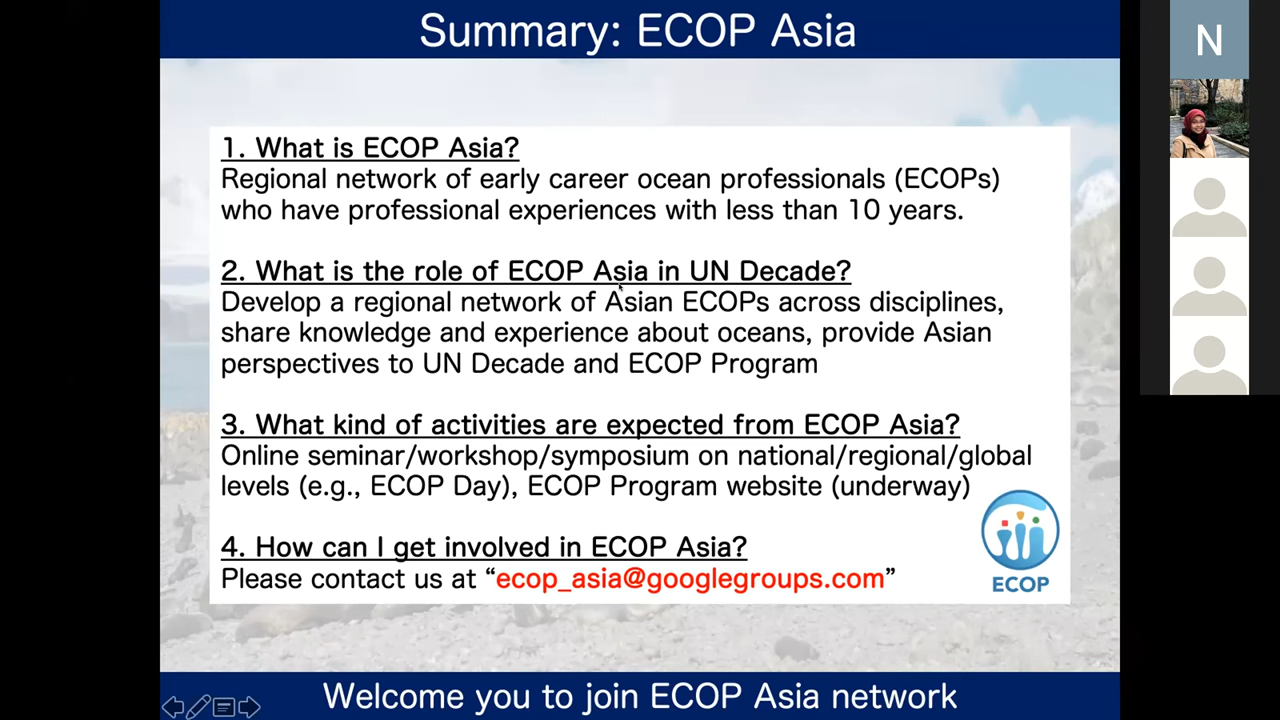 Summary: ECOP Asia
N
1. What is ECOP Asia?
Regional network of early career ocean professionals (ECOPs)
who have professional experiences with less than 10 years.
2. What is the role of ECOP Asia in UN Decade?
Develop a regional network of Asian ECOPs across disciplines,
share knowledge and experience about oceans, provide Asian
perspectives to UN Decade and ECOP Program
3. What kind of activities are expected from ECOP Asia?
Online seminar/workshop/symposium on national/regional/global
levels (e.g., ECOP Day), ECOP Program website (underway)
4. How can I get involved in ECOP Asia?
Please contact us at “ecop_asia@googlegroups.com”
ECOP
Welcome you to join ECOP Asia network